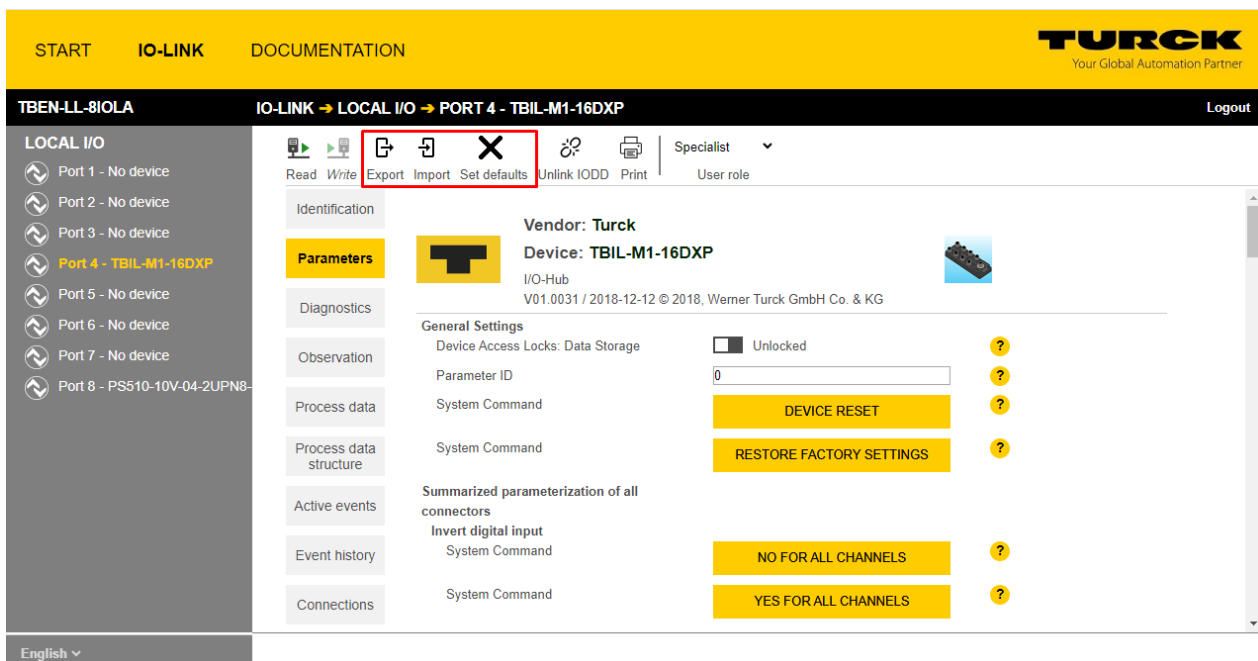 START IO-LINK DOCUMENTATION
TURCK
Your Global Automation Partner
TBEN-LL-8IOLA IO-LINK ➔ LOCAL I/O ➔ PORT 4 - TBIL-M1-16DXP Logout
LOCAL I/O
Port 1 - No device
Port 2 - No device
Port 3 - No device
Port 4 - TBIL-M1-16DXP
Port 5 - No device
Port 6 - No device
Port 7 - No device
Port 8 - PS510-10V-04-2UPN8-
Read Write Export Import Set defaults Unlink IODD Print
Specialist
User role
Identification
Parameters
Diagnostics
Observation
Process data
Process data
structure
Active events
Event history
Connections
Vendor: Turck
Device: TBIL-M1-16DXP
I/O-Hub
V01.0031 / 2018-12-12 © 2018, Werner Turck GmbH Co. & KG
General Settings
Device Access Locks: Data Storage Unlocked ?
Parameter ID 0 ?
System Command DEVICE RESET ?
System Command RESTORE FACTORY SETTINGS ?
Summarized parameterization of all
connectors
Invert digital input
System Command NO FOR ALL CHANNELS ?
System Command YES FOR ALL CHANNELS ?
English